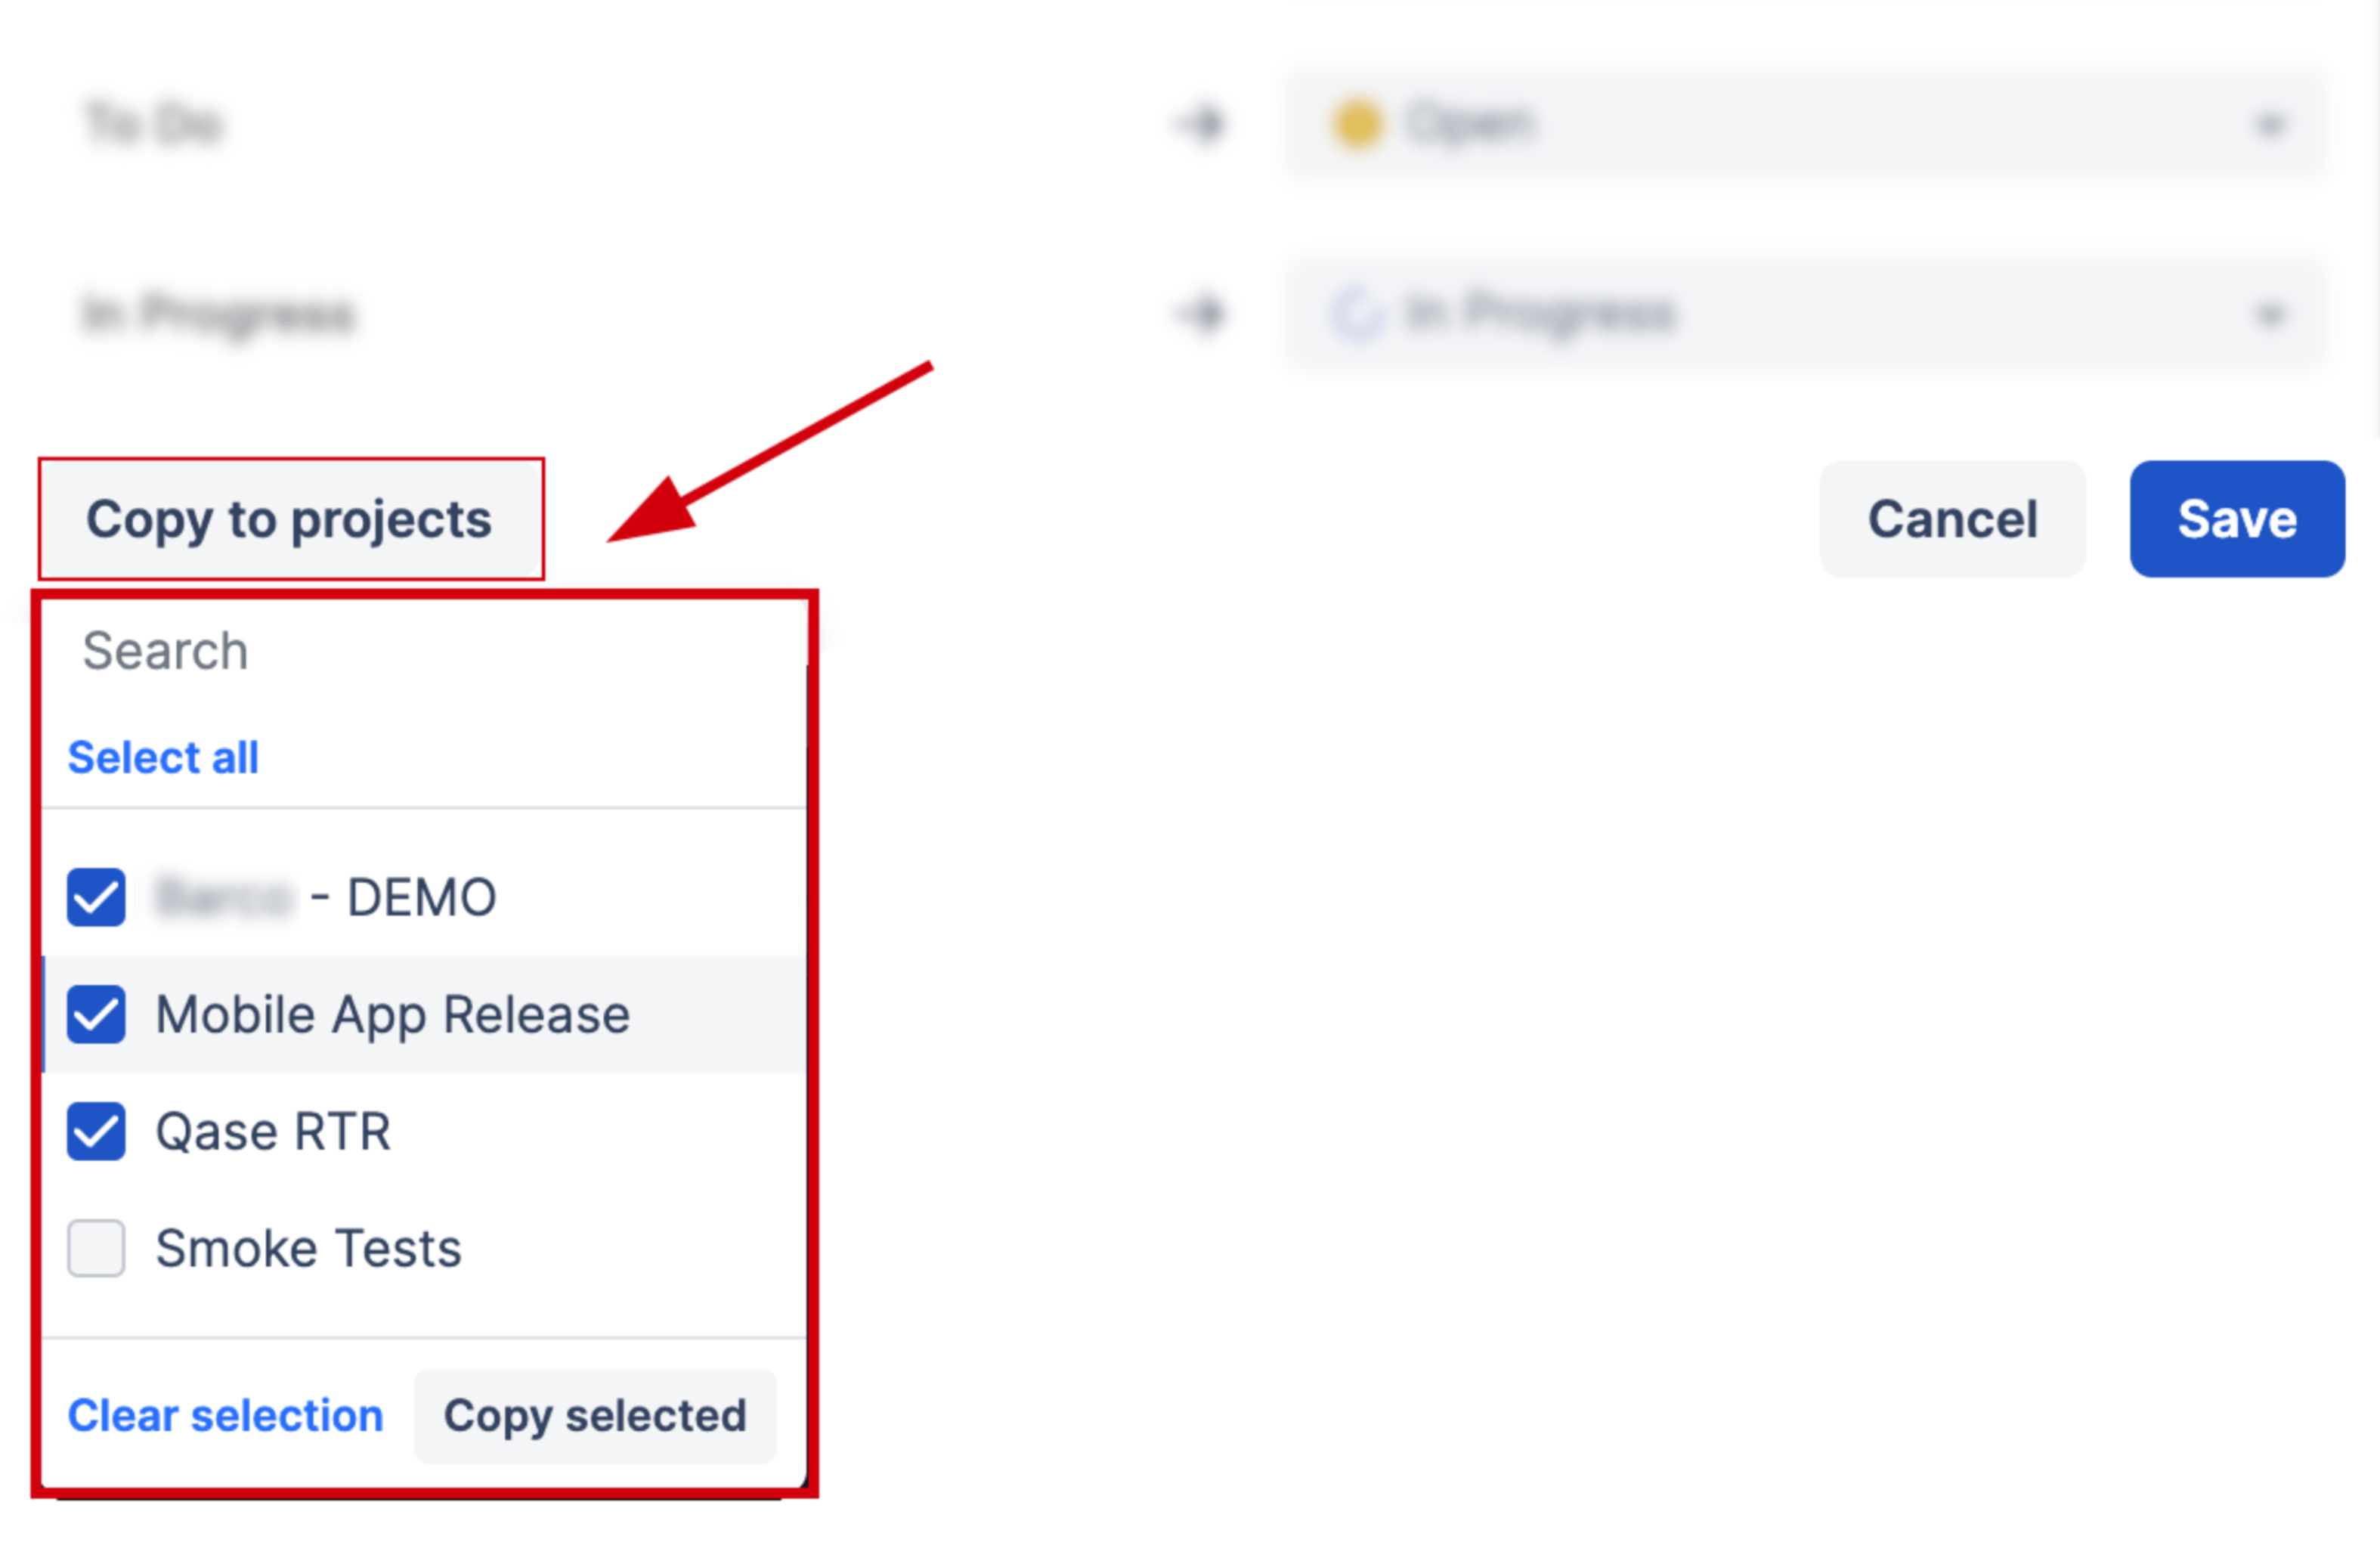 To Do
Open
In Progress
In Progress
Copy to projects
Cancel
Save
Search
Select all
- DEMO
Mobile App Release
Qase RTR
Smoke Tests
Clear selection
Copy selected